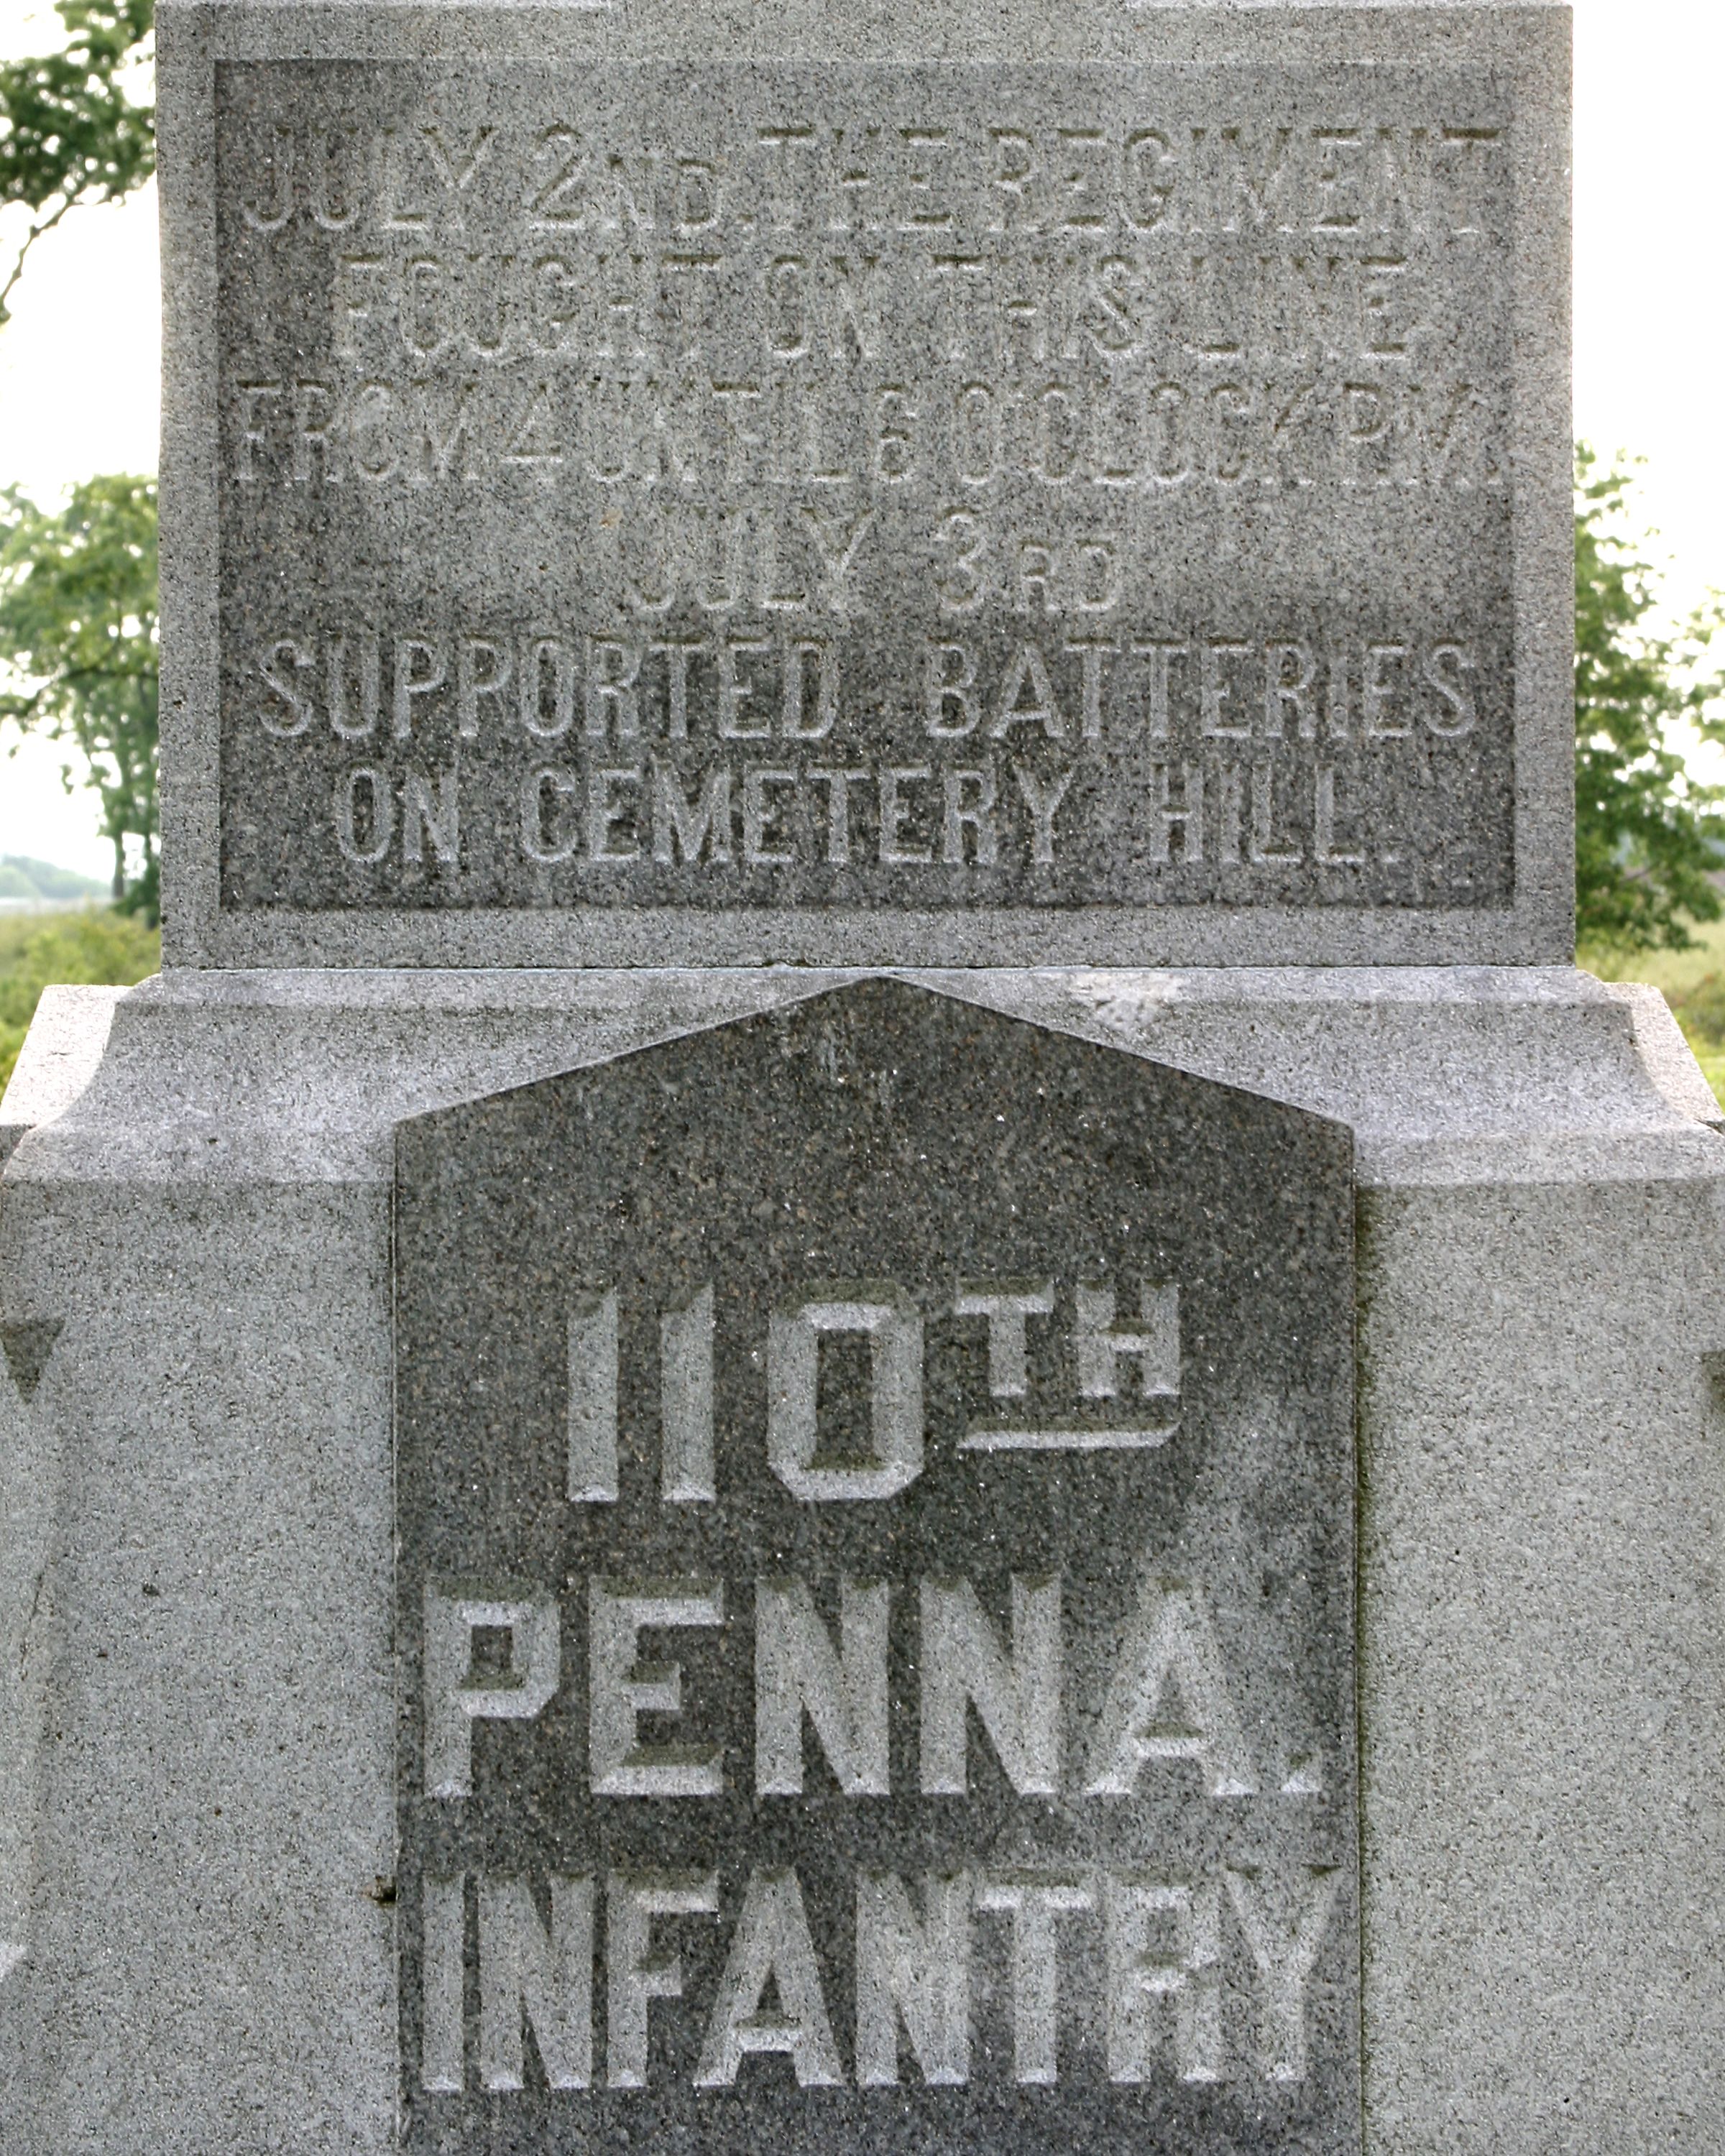 JULY 2ND. THE REGIMENT
FOUGHT ON THIS LINE
FROM 4 UNTIL 6 O'CLOCK P.M.
JULY 3RD
SUPPORTED BATTERIES
ON CEMETERY HILL.
110TH
PENNA.
INFANTRY